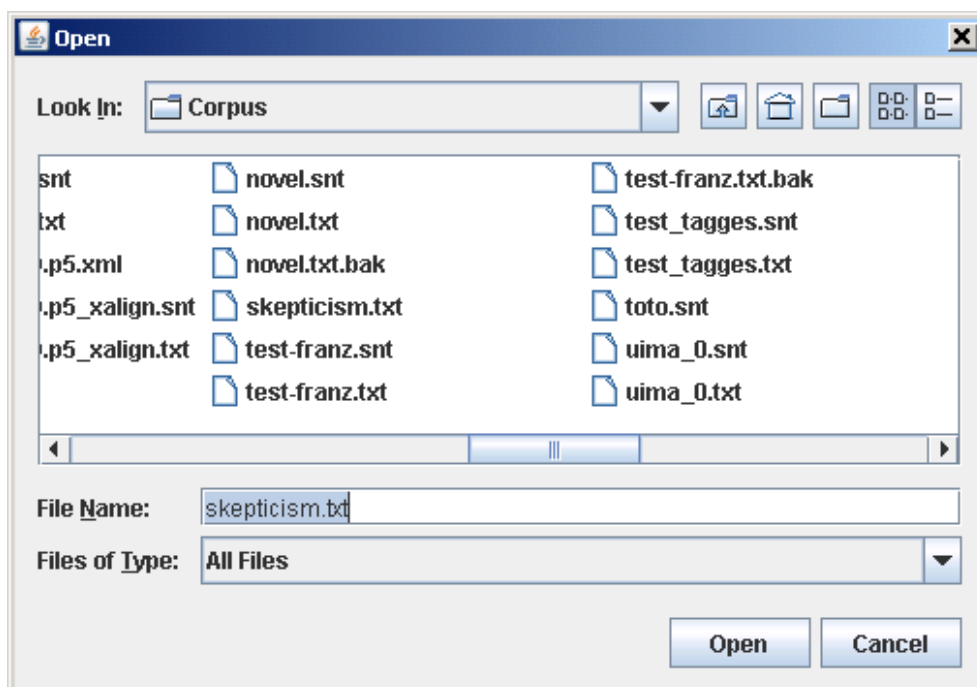 Open
Look In: Corpus
snt novel.snt test-franz.txt.bak
txt novel.txt test_tagges.snt
.p5.xml novel.txt.bak test_tagges.txt
.p5_xalign.snt skepticism.txt toto.snt
.p5_xalign.txt test-franz.snt uima_0.snt
test-franz.txt uima_0.txt
File Name: skepticism.txt
Files of Type: All Files
Open Cancel